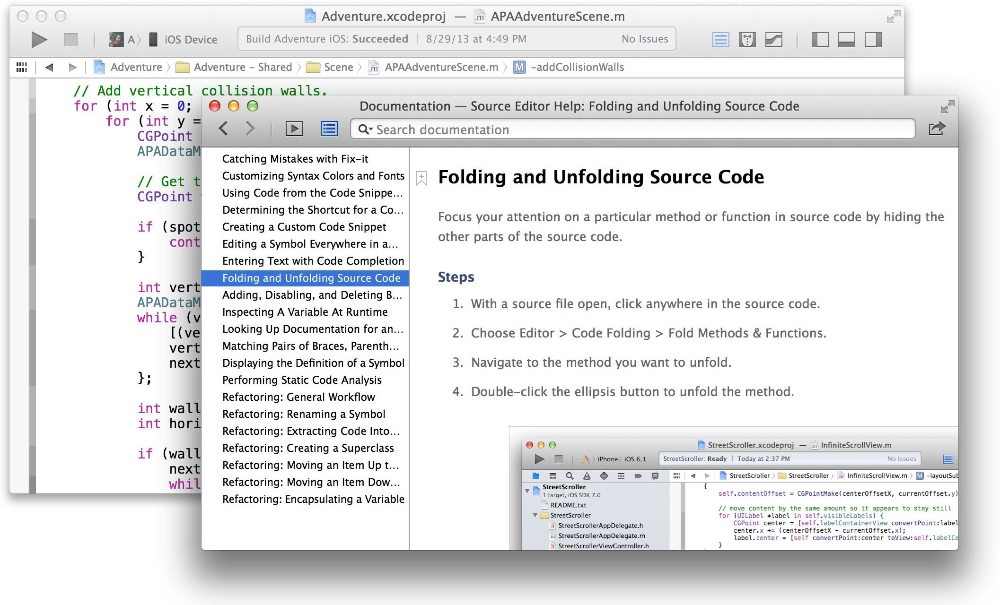 Adventure.xcodeproj — APAAdventureScene.m
A iOS Device Build Adventure iOS: Succeeded | 8/29/13 at 4:49 PM No Issues
Adventure Adventure – Shared Scene APAAdventureScene.m M -addCollisionWalls
// Add vertical collision walls.
for (int x = 0;
for (int y =
CGPoint
APADataM
// Get t
CGPoint
if (spot
cont
}
int vert
APADataM
while (v
[(ve
vert
next
};
int wall
int hori
if (wall
next
whil
Documentation — Source Editor Help: Folding and Unfolding Source Code
Search documentation
Catching Mistakes with Fix-it
Customizing Syntax Colors and Fonts
Using Code from the Code Snippe...
Determining the Shortcut for a Co...
Creating a Custom Code Snippet
Editing a Symbol Everywhere in a...
Entering Text with Code Completion
Folding and Unfolding Source Code
Adding, Disabling, and Deleting B...
Inspecting A Variable At Runtime
Looking Up Documentation for an...
Matching Pairs of Braces, Parenth...
Displaying the Definition of a Symbol
Performing Static Code Analysis
Refactoring: General Workflow
Refactoring: Renaming a Symbol
Refactoring: Extracting Code Into...
Refactoring: Creating a Superclass
Refactoring: Moving an Item Up t...
Refactoring: Moving an Item Dow...
Refactoring: Encapsulating a Variable
Folding and Unfolding Source Code
Focus your attention on a particular method or function in source code by hiding the
other parts of the source code.
Steps
1. With a source file open, click anywhere in the source code.
2. Choose Editor > Code Folding > Fold Methods & Functions.
3. Navigate to the method you want to unfold.
4. Double-click the ellipsis button to unfold the method.
StreetScroller.xcodeproj — InfiniteScrollView.m
iPhone iOS 6.1 StreetScroller: Ready | Today at 2:37 PM No Issues
StreetScroller StreetScroller InfiniteScrollView.m M -layoutSub
StreetScroller
1 target, iOS SDK 7.0
README.txt
StreetScroller
StreetScrollerAppDelegate.h
StreetScrollerAppDelegate.m
StreetScrollerViewController.h
{
self.contentOffset = CGPointMake(centerOffsetX, currentOffset.y)
// move content by the same amount so it appears to stay still
for (UILabel *label in self.visibleLabels) {
CGPoint center = [self.labelContainerView convertPoint:label
center.x += (centerOffsetX - currentOffset.x);
label.center = [self convertPoint:center toView:self.labelCo
}